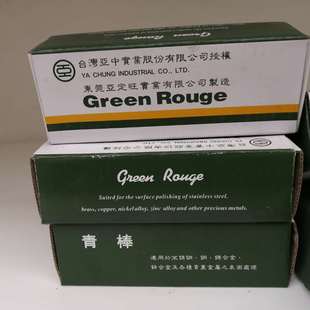 台灣亞中實業股份有限公司授權
YA CHUNG INDUSTRIAL CO., LTD.
東莞亞定旺實業有限公司製造
Green Rouge
Green Rouge
Suited for the surface polishing of stainless steel,
brass, copper, nickel alloy, zinc alloy and other precious metals.
青棒
適用於不銹鋼、銅、鋅合金、
鎳合金及各種貴重金屬之表面處理